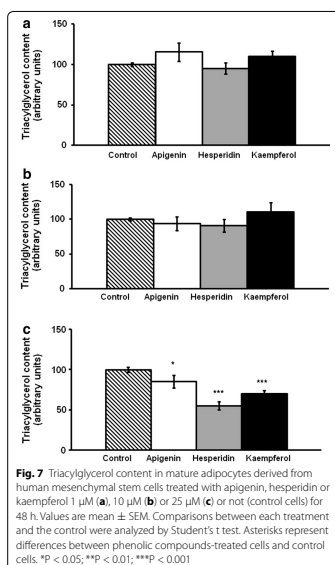 a
Triacylglycerol content
(arbitrary units)
150
100
50
0
Control Apigenin Hesperidin Kaempferol
b
Triacylglycerol content
(arbitrary units)
150
100
50
0
Control Apigenin Hesperidin Kaempferol
c
Triacylglycerol content
(arbitrary units)
150
100
50
0
* *** ***
Control Apigenin Hesperidin Kaempferol
Fig. 7 Triacylglycerol content in mature adipocytes derived from
human mesenchymal stem cells treated with apigenin, hesperidin or
kaempferol 1 µM (a), 10 µM (b) or 25 µM (c) or not (control cells) for
48 h. Values are mean ± SEM. Comparisons between each treatment
and the control were analyzed by Student's t test. Asterisks represent
differences between phenolic compounds-treated cells and control
cells. *P < 0.05; **P < 0.01; ***P < 0.001